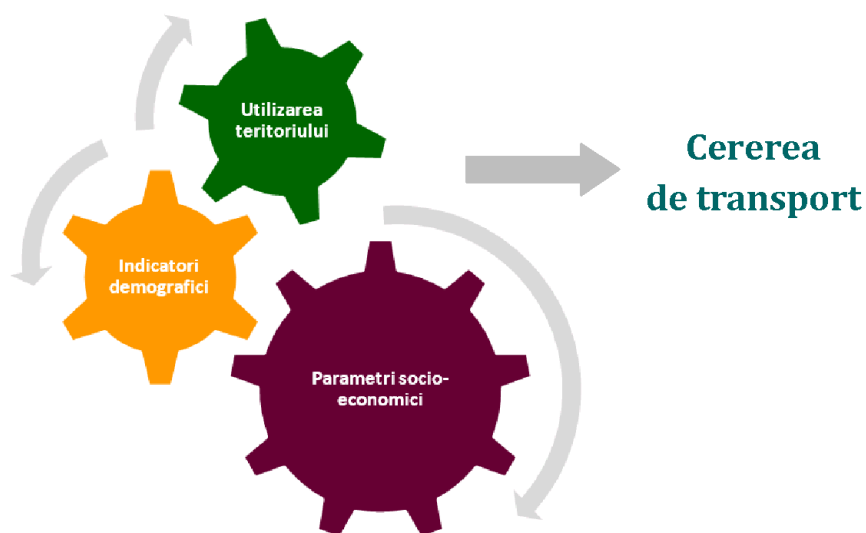 Utilizarea
teritoriului
Cererea
de transport
Indicatori
demografici
Parametri socio-
economici